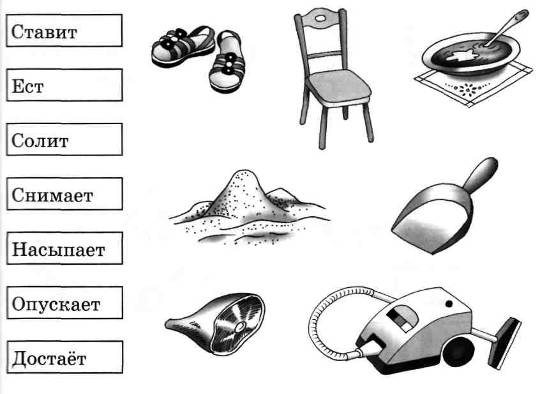 Ставит
Ест
Солит
Снимает
Насыпает
Опускает
Достаёт